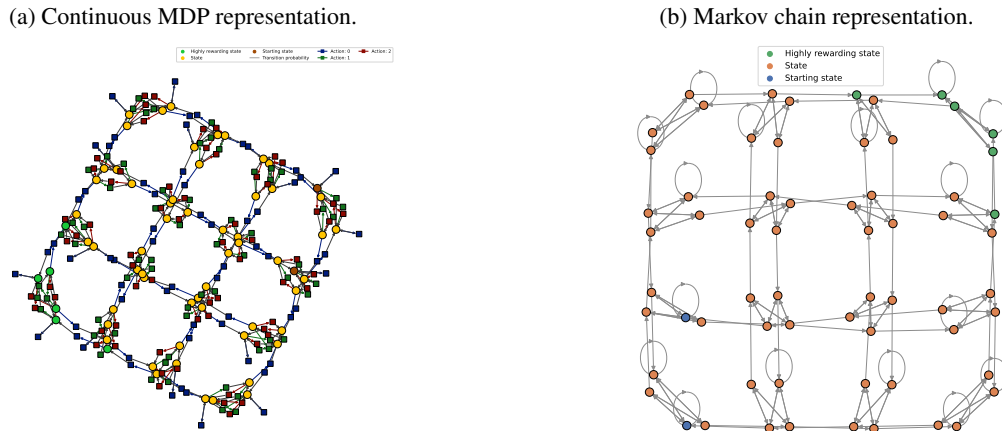 (a) Continuous MDP representation.
Highly rewarding state
State
Starting state
Transition probability
Action: 0
Action: 1
Action: 2
(b) Markov chain representation.
Highly rewarding state
State
Starting state